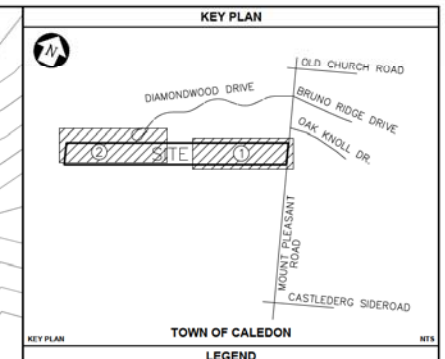 KEY PLAN
N
OLD CHURCH ROAD
DIAMONDWOOD DRIVE
BRUNO RIDGE DRIVE
OAK KNOLL DR.
2
SITE
1
MOUNT PLEASANT
ROAD
CASTLEDERG SIDEROAD
KEY PLAN
TOWN OF CALEDON
NTS
LEGEND